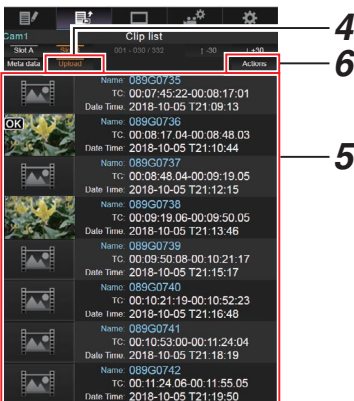 Cam1 Clip list
Slot A 001 - 030 / 332 ↑ -30 ↓ +30
Meta data Upload Actions
4
6
5
Name: 089G0735
TC: 00:07:45:22-00:08:17:01
Date Time: 2018-10-05 T21:09:13
OK
Name: 089G0736
TC: 00:08:17.04-00:08:48.03
Date Time: 2018-10-05 T21:10:44
Name: 089G0737
TC: 00:08:48.04-00:09:19.05
Date Time: 2018-10-05 T21:12:15
Name: 089G0738
TC: 00:09:19.06-00:09:50.05
Date Time: 2018-10-05 T21:13:46
Name: 089G0739
TC: 00:09:50:08-00:10:21:17
Date Time: 2018-10-05 T21:15:17
Name: 089G0740
TC: 00:10:21:19-00:10:52:23
Date Time: 2018-10-05 T21:16:48
Name: 089G0741
TC: 00:10:53:00-00:11:24:04
Date Time: 2018-10-05 T21:18:19
Name: 089G0742
TC: 00:11:24.06-00:11:55.05
Date Time: 2018-10-05 T21:19:50